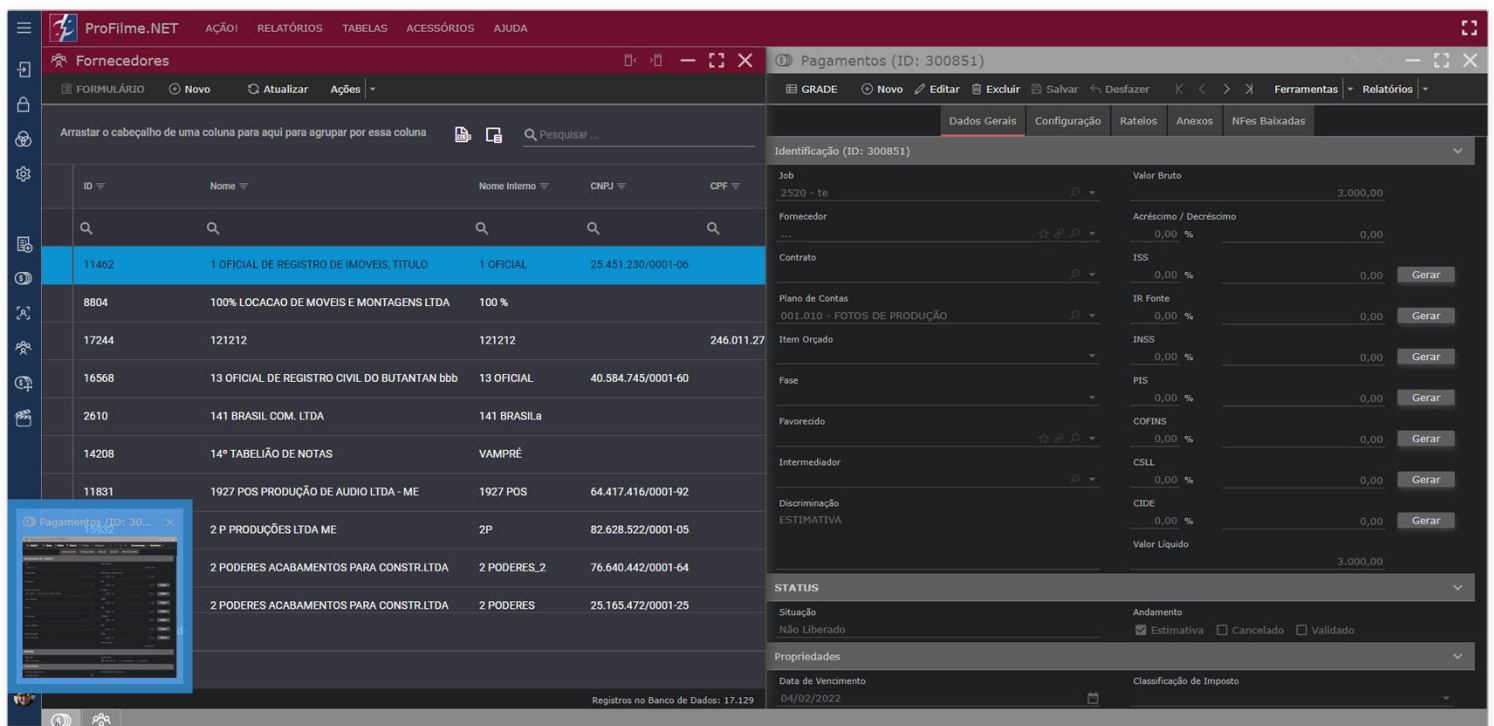 ProFilme.NET AÇÃO! RELATÓRIOS TABELAS ACESSÓRIOS AJUDA
Fornecedores
FORMULÁRIO Novo Atualizar Ações
Arrastar o cabeçalho de uma coluna para aqui para agrupar por essa coluna Pesquisar ...
ID Nome Nome Interno CNPJ CPF
11462 1 OFICIAL DE REGISTRO DE IMOVEIS, TITULO 1 OFICIAL 25.451.230/0001-06
8804 100% LOCACAO DE MOVEIS E MONTAGENS LTDA 100 %
17244 121212 121212 246.011.27
16568 13 OFICIAL DE REGISTRO CIVIL DO BUTANTAN bbb 13 OFICIAL 40.584.745/0001-60
2610 141 BRASIL COM. LTDA 141 BRASILa
14208 14º TABELIÃO DE NOTAS VAMPRÉ
11831 1927 POS PRODUÇÃO DE AUDIO LTDA - ME 1927 POS 64.417.416/0001-92
15932 2 P PRODUÇÕES LTDA ME 2P 82.628.522/0001-05
2 PODERES ACABAMENTOS PARA CONSTR.LTDA 2 PODERES_2 76.640.442/0001-64
2 PODERES ACABAMENTOS PARA CONSTR.LTDA 2 PODERES 25.165.472/0001-25
Registros no Banco de Dados: 17.129
Pagamentos (ID: 30...
Pagamentos (ID: 300851)
GRADE Novo Editar Excluir Salvar Desfazer Ferramentas Relatórios
Dados Gerais Configuração Rateios Anexos NFes Baixadas
Identificação (ID: 300851)
Job Valor Bruto
2520 - te 3.000,00
Fornecedor Acréscimo / Decréscimo
... 0,00 % 0,00
Contrato ISS
0,00 % 0,00 Gerar
Plano de Contas IR Fonte
001.010 - FOTOS DE PRODUÇÃO 0,00 % 0,00 Gerar
Item Orçado INSS
0,00 % 0,00 Gerar
Fase PIS
0,00 % 0,00 Gerar
Favorecido COFINS
0,00 % 0,00 Gerar
Intermediador CSLL
0,00 % 0,00 Gerar
Discriminação CIDE
ESTIMATIVA 0,00 % 0,00 Gerar
Valor Líquido
3.000,00
STATUS
Situação Andamento
Não Liberado Estimativa Cancelado Validado
Propriedades
Data de Vencimento Classificação de Imposto
04/02/2022